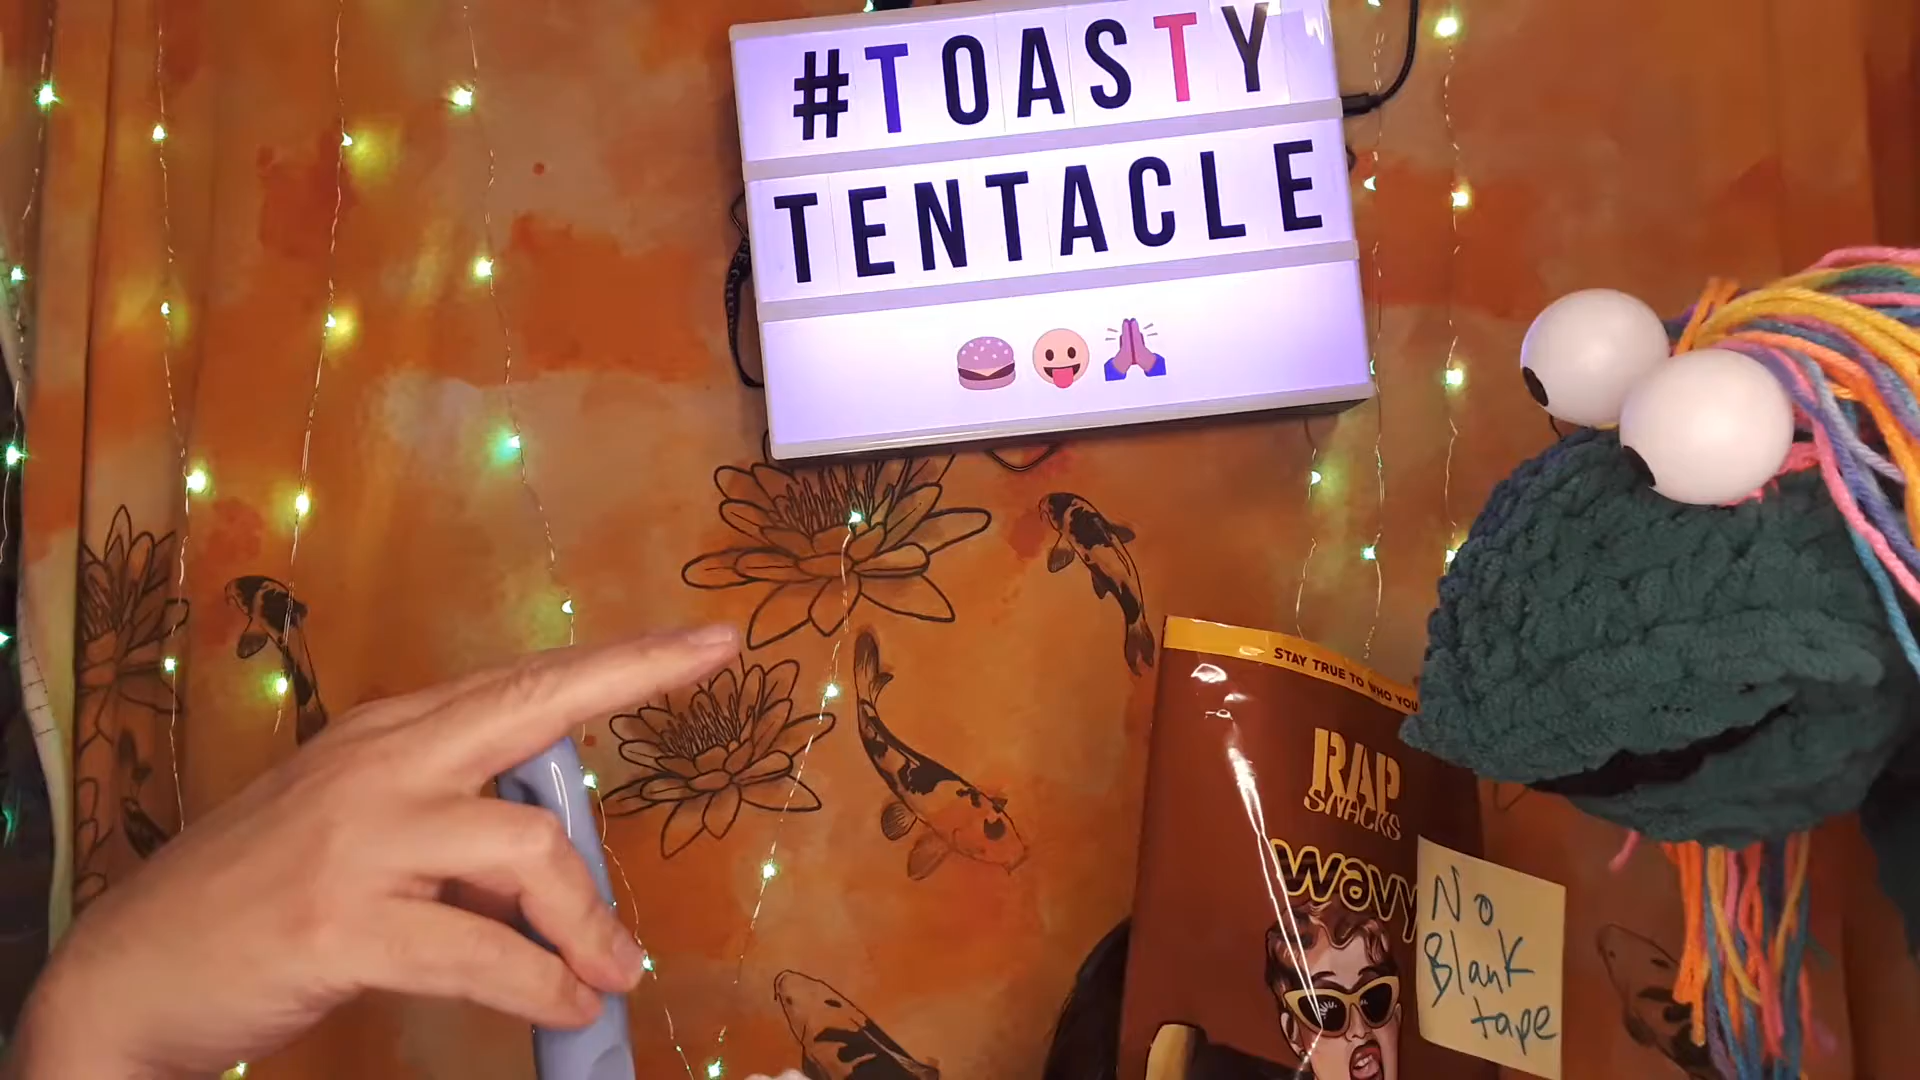 #TOASTY
TENTACLE
STAY TRUE TO WHO YOU
RAP
SNACKS
wavy
No
Blank
tape